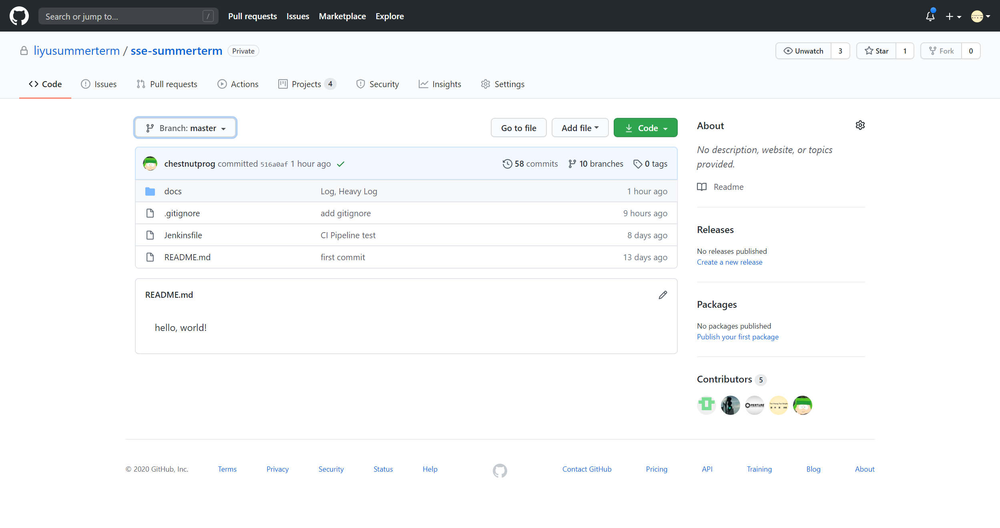 Search or jump to... /
Pull requests Issues Marketplace Explore
liyusummerterm / sse-summerterm Private
Unwatch 3 Star 1 Fork 0
Code Issues Pull requests Actions Projects 4 Security Insights Settings
Branch: master
Go to file Add file Code
chestnutprog committed 516a0af 1 hour ago 58 commits 10 branches 0 tags
docs Log, Heavy Log 1 hour ago
.gitignore add gitignore 9 hours ago
Jenkinsfile CI Pipeline test 8 days ago
README.md first commit 13 days ago
README.md
hello, world!
About
No description, website, or topics
provided.
Readme
Releases
No releases published
Create a new release
Packages
No packages published
Publish your first package
Contributors 5
APERTURE
Too Young Too Simple
© 2020 GitHub, Inc. Terms Privacy Security Status Help Contact GitHub Pricing API Training Blog About